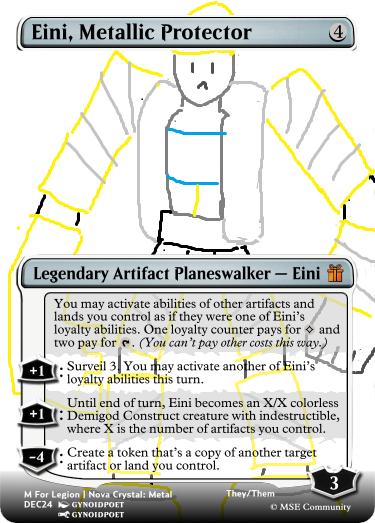 Eini, Metallic Protector 4
Legendary Artifact Planeswalker — Eini
You may activate abilities of other artifacts and
lands you control as if they were one of Eini's
loyalty abilities. One loyalty counter pays for and
two pay for . (You can't pay other costs this way.)
+1 : Surveil 3. You may activate another of Eini's
loyalty abilities this turn.
Until end of turn, Eini becomes an X/X colorless
+1 : Demigod Construct creature with indestructible,
where X is the number of artifacts you control.
-4 : Create a token that's a copy of another target
artifact or land you control.
3
M For Legion | Nova Crystal: Metal They/Them
DEC24 GYNOIDPOET © MSE Community
GYNOIDPOET